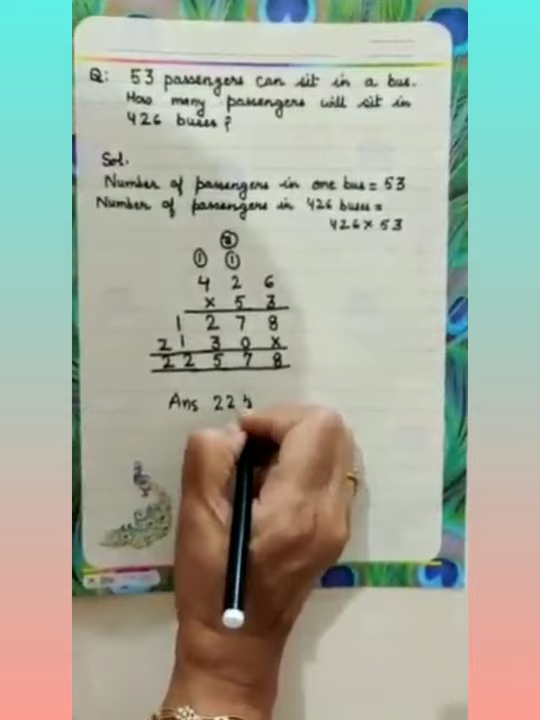 Q: 53 passengers can sit in a bus.
How many passengers will sit in
426 buses?
Sol.
Number of passengers in one bus = 53
Number of passengers in 426 buses =
426 × 53
① ①
4 2 6
× 5 3
1 2 7 8
2 1 3 0 ×
2 2 5 7 8
Ans 225